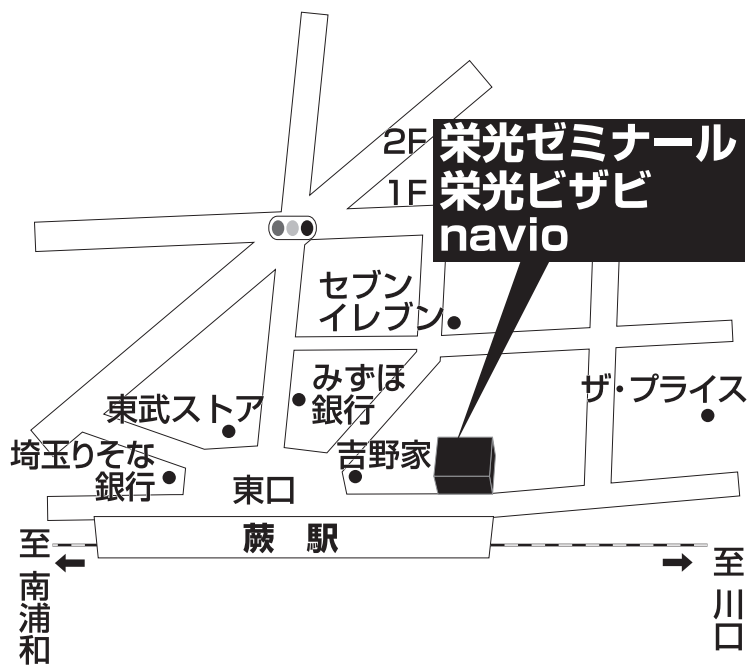 2F 栄光ゼミナール
1F 栄光ビザビ
navio
セブン
イレブン
みずほ
銀行
ザ・プライス
東武ストア
吉野家
埼玉りそな
銀行
東口
蕨 駅
至 南浦和
至 川口